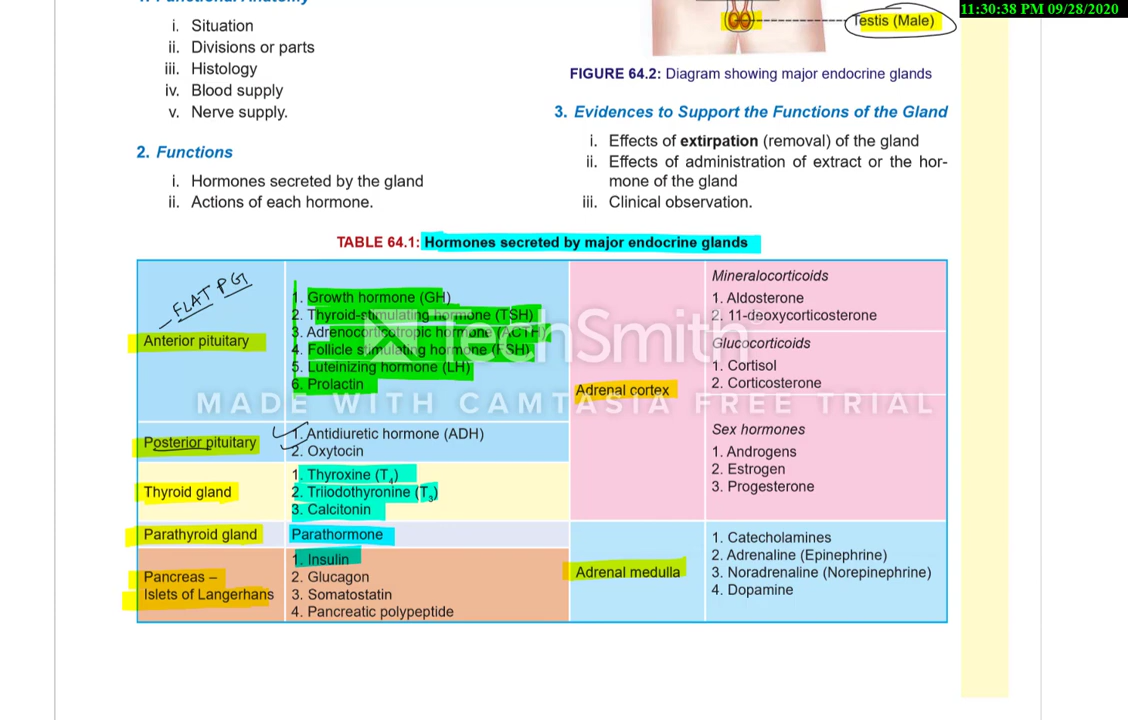 11:30:38 PM 09/28/2020
i. Situation
ii. Divisions or parts
iii. Histology
iv. Blood supply
v. Nerve supply.
2. Functions
i. Hormones secreted by the gland
ii. Actions of each hormone.
Testis (Male)
FIGURE 64.2: Diagram showing major endocrine glands
3. Evidences to Support the Functions of the Gland
i. Effects of extirpation (removal) of the gland
ii. Effects of administration of extract or the hor-
mone of the gland
iii. Clinical observation.
TABLE 64.1: Hormones secreted by major endocrine glands
FLAT PG
Anterior pituitary
1. Growth hormone (GH)
2. Thyroid-stimulating hormone (TSH)
3. Adrenocorticotropic hormone (ACTH)
4. Follicle stimulating hormone (FSH)
5. Luteinizing hormone (LH)
6. Prolactin
Posterior pituitary
1. Antidiuretic hormone (ADH)
2. Oxytocin
Thyroid gland
1. Thyroxine (T4)
2. Triiodothyronine (T3)
3. Calcitonin
Parathyroid gland
Parathormone
Pancreas –
Islets of Langerhans
1. Insulin
2. Glucagon
3. Somatostatin
4. Pancreatic polypeptide
Adrenal cortex
Mineralocorticoids
1. Aldosterone
2. 11-deoxycorticosterone
Glucocorticoids
1. Cortisol
2. Corticosterone
Sex hormones
1. Androgens
2. Estrogen
3. Progesterone
Adrenal medulla
1. Catecholamines
2. Adrenaline (Epinephrine)
3. Noradrenaline (Norepinephrine)
4. Dopamine
TechSmith
MADE WITH CAMTASIA FREE TRIAL